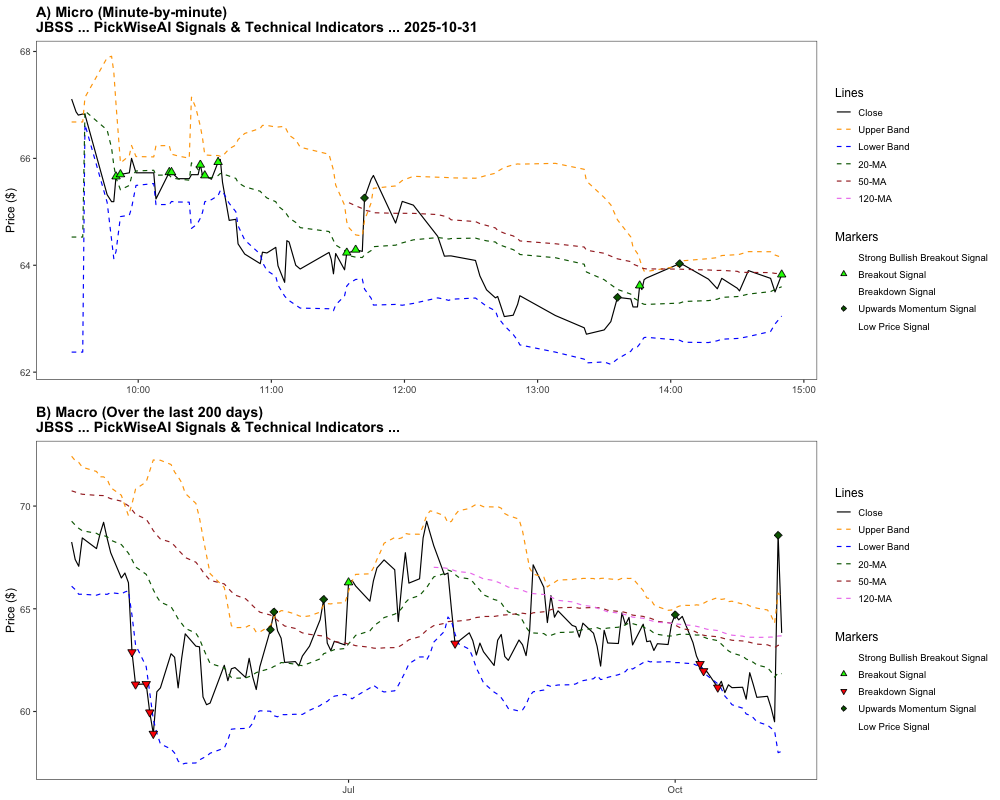 A) Micro (Minute-by-minute)
JBSS ... PickWiseAI Signals & Technical Indicators ... 2025-10-31
Price ($)
68
66
64
62
10:00
11:00
12:00
13:00
14:00
15:00
Lines
Close
Upper Band
Lower Band
20-MA
50-MA
120-MA
Markers
Strong Bullish Breakout Signal
Breakout Signal
Breakdown Signal
Upwards Momentum Signal
Low Price Signal
B) Macro (Over the last 200 days)
JBSS ... PickWiseAI Signals & Technical Indicators ...
Price ($)
70
65
60
Jul
Oct
Lines
Close
Upper Band
Lower Band
20-MA
50-MA
120-MA
Markers
Strong Bullish Breakout Signal
Breakout Signal
Breakdown Signal
Upwards Momentum Signal
Low Price Signal